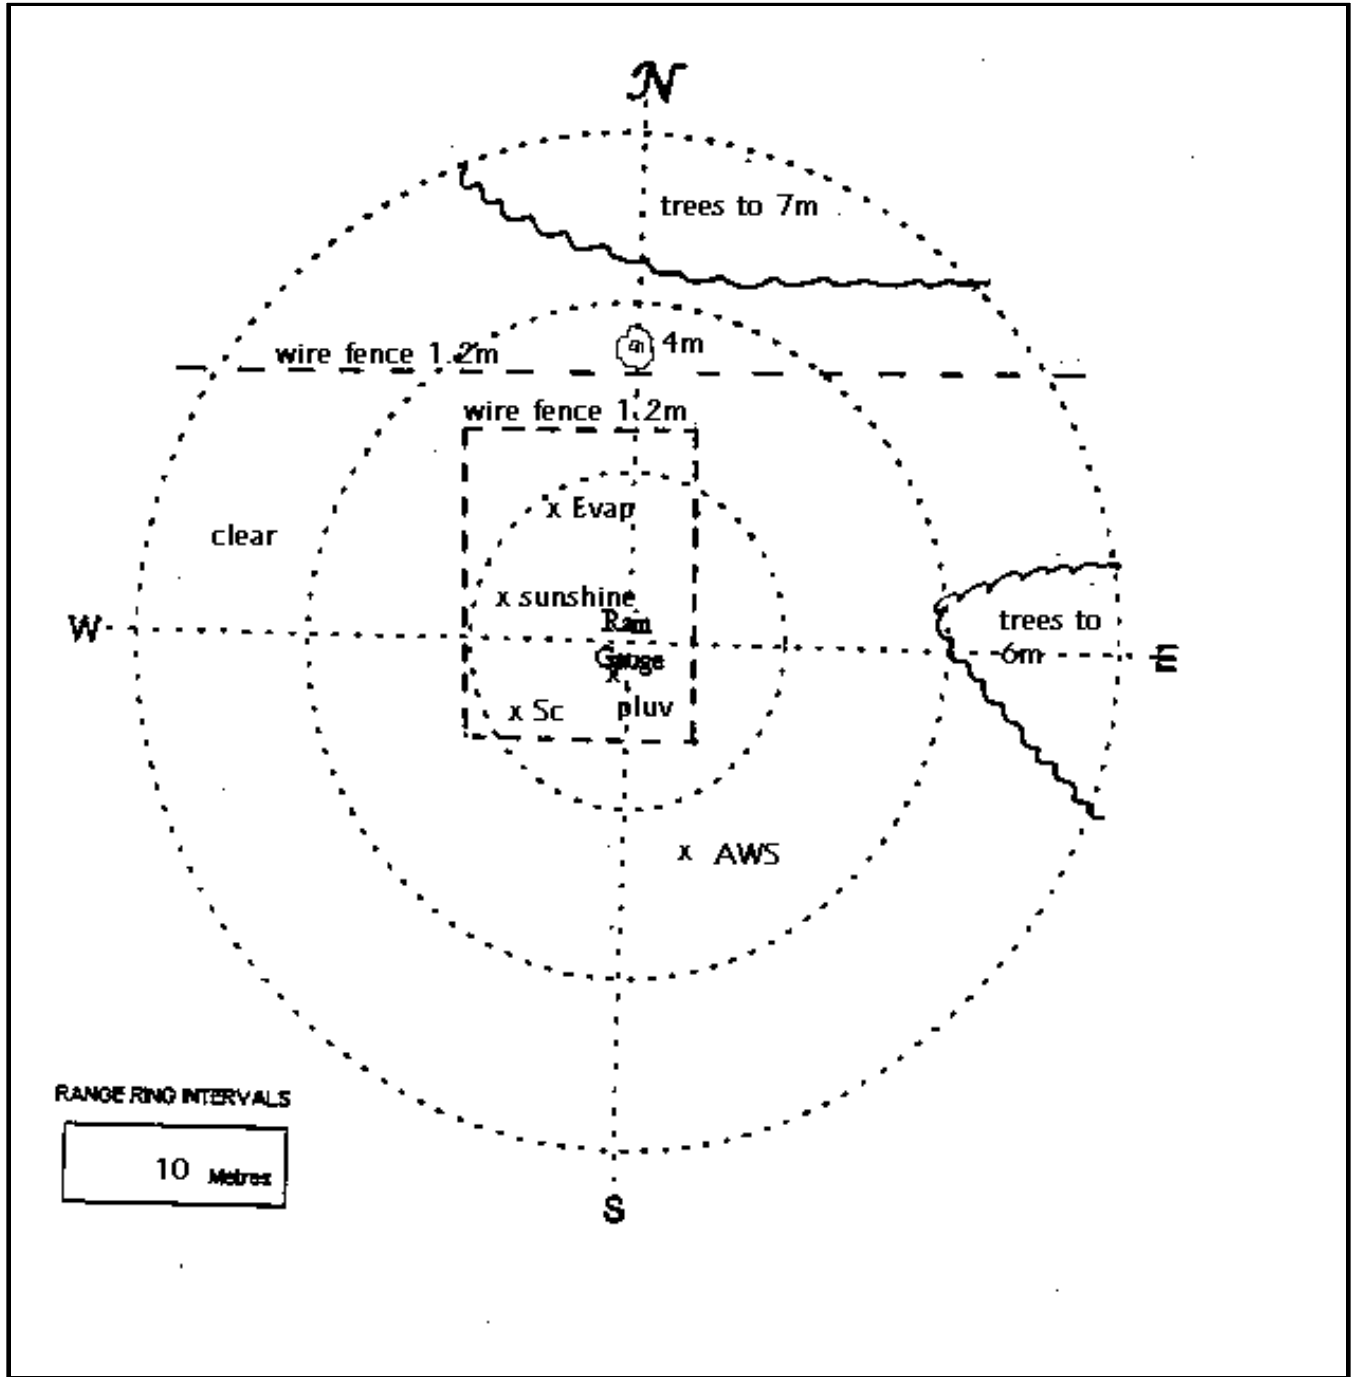 N
trees to 7m
4m
wire fence 1.2m
wire fence 1.2m
x Evap
clear
x sunshine
Rain
Gauge
x
W
trees to
6m
E
x Sc
pluv
x AWS
RANGE RING INTERVALS
10 Metres
S